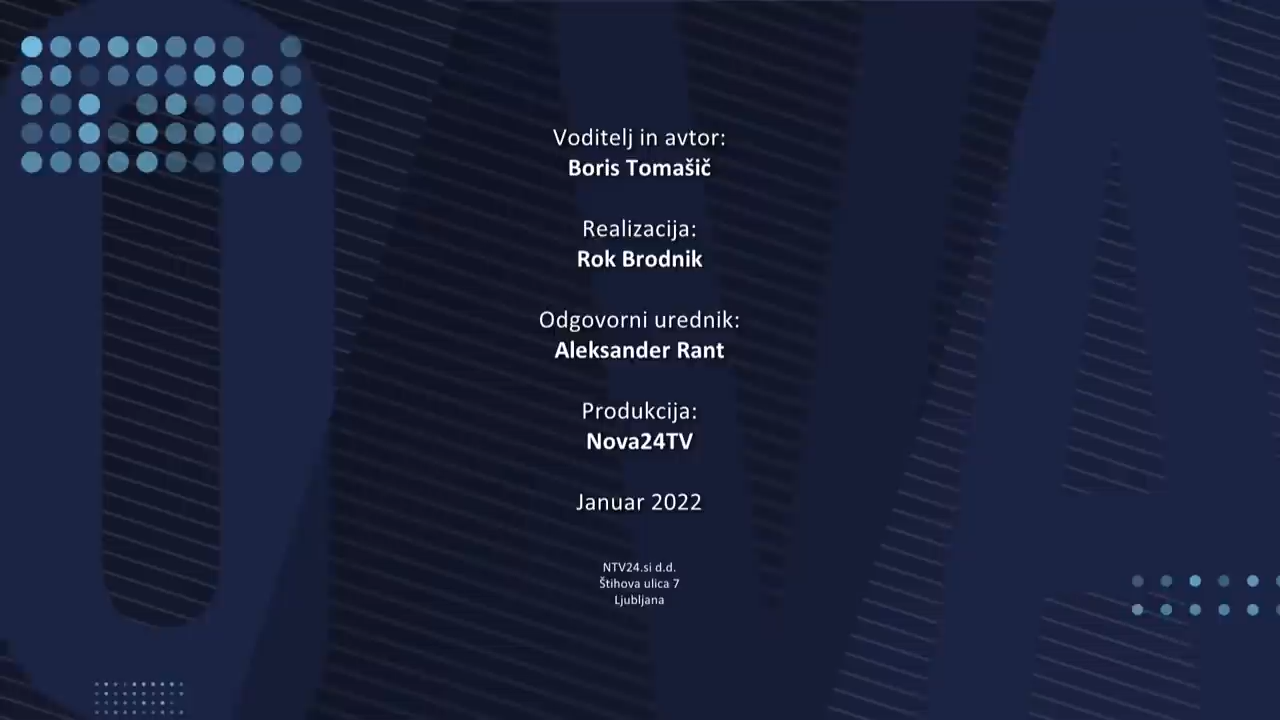 Voditelj in avtor:
Boris Tomašič
Realizacija:
Rok Brodnik
Odgovorni urednik:
Aleksander Rant
Produkcija:
Nova24TV
Januar 2022
NTV24.si d.d.
Štihova ulica 7
Ljubljana